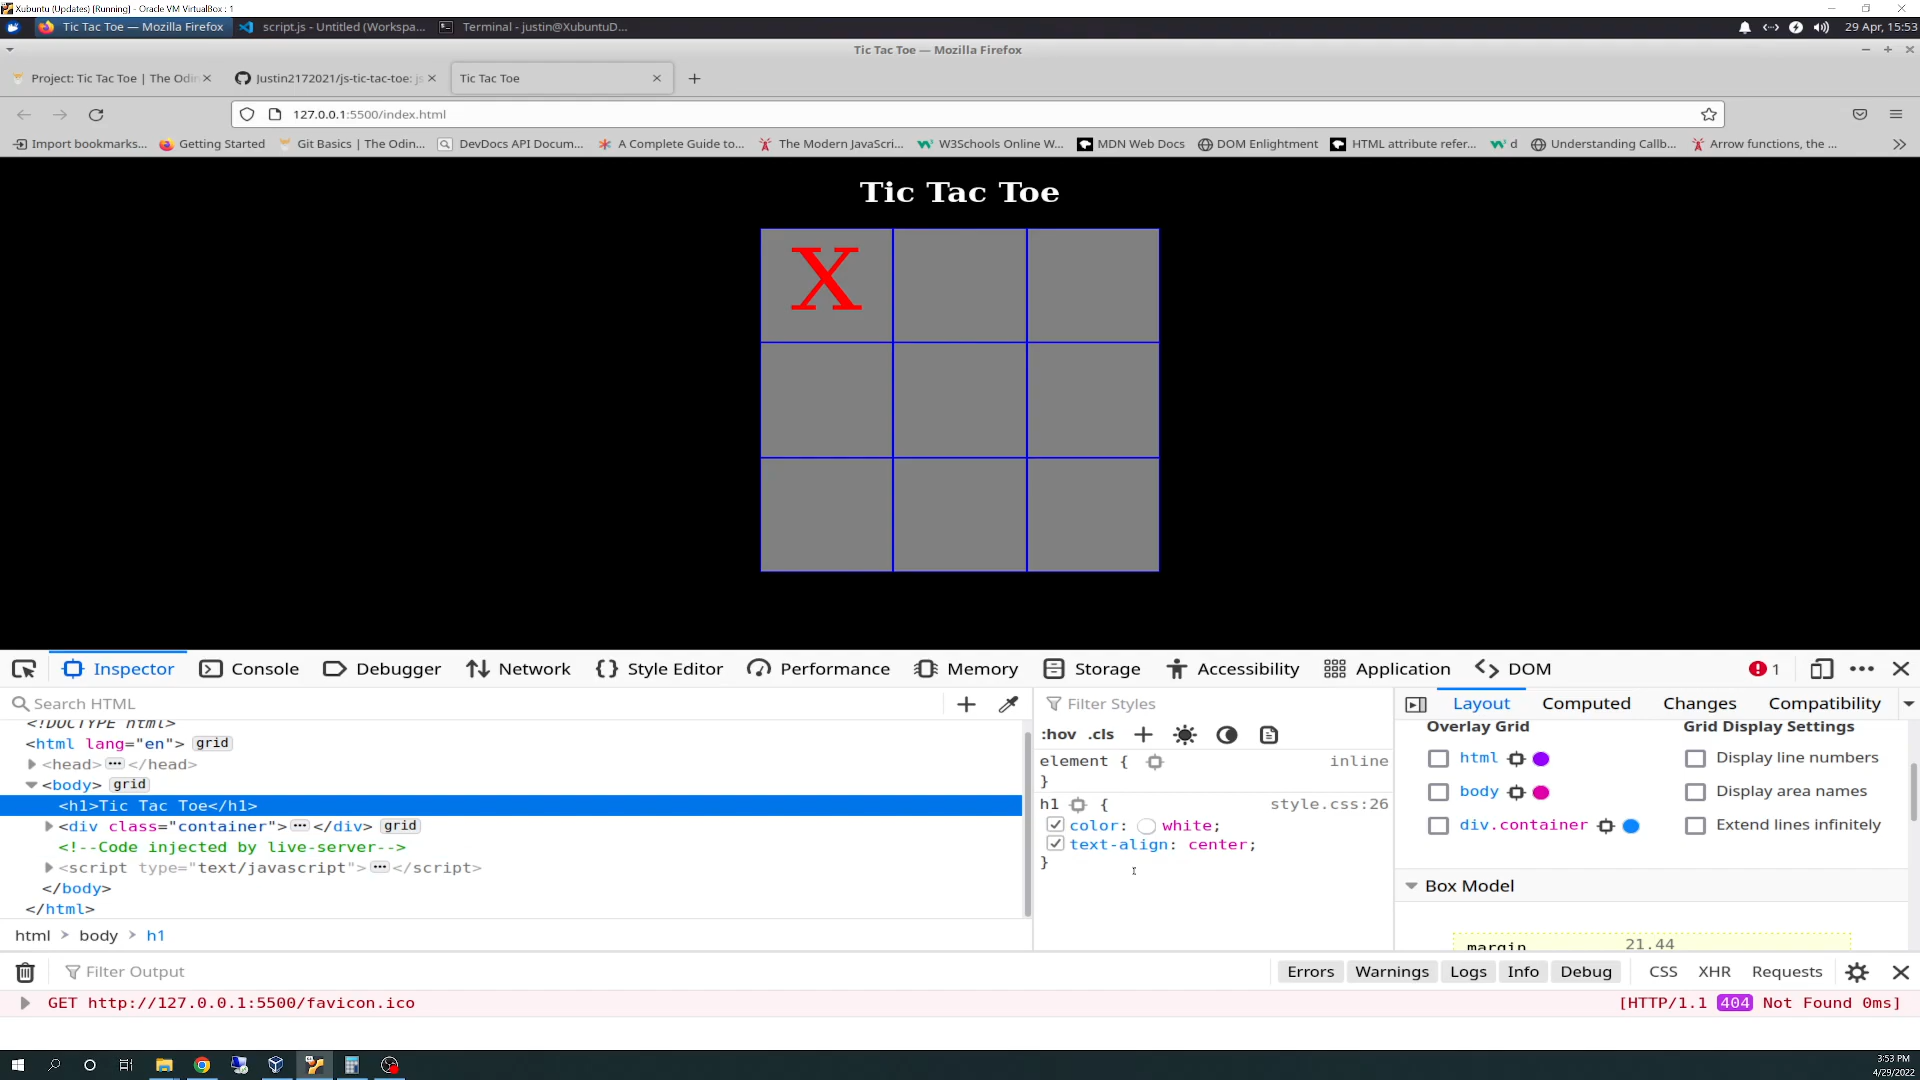 Xubuntu (Updates) [Running] - Oracle VM VirtualBox : 1
Tic Tac Toe — Mozilla Firefox
script.js - Untitled (Workspa...
Terminal - justin@XubuntuD...
29 Apr, 15:53
Tic Tac Toe — Mozilla Firefox
Project: Tic Tac Toe | The Odin
Justin2172021/js-tic-tac-toe: js
Tic Tac Toe
127.0.0.1:5500/index.html
Import bookmarks...
Getting Started
Git Basics | The Odin...
DevDocs API Docum...
A Complete Guide to...
The Modern JavaScri...
W3Schools Online W...
MDN Web Docs
DOM Enlightment
HTML attribute refer...
d
Understanding Callb...
Arrow functions, the ...
Tic Tac Toe
X
Inspector
Console
Debugger
Network
Style Editor
Performance
Memory
Storage
Accessibility
Application
DOM
1
Search HTML
Filter Styles
Layout
Computed
Changes
Compatibility
<!DOCTYPE html>
<html lang="en"> grid
<head> ••• </head>
<body> grid
<h1>Tic Tac Toe</h1>
<div class="container"> ••• </div> grid
<!--Code injected by live-server-->
<script type="text/javascript"> ••• </script>
</body>
</html>
html > body > h1
:hov .cls
element { inline
}
h1 { style.css:26
color: white;
text-align: center;
}
Overlay Grid
html
body
div.container
Grid Display Settings
Display line numbers
Display area names
Extend lines infinitely
Box Model
margin
21.44
Filter Output
Errors
Warnings
Logs
Info
Debug
CSS
XHR
Requests
GET http://127.0.0.1:5500/favicon.ico
[HTTP/1.1 404 Not Found 0ms]
3:53 PM
4/29/2022